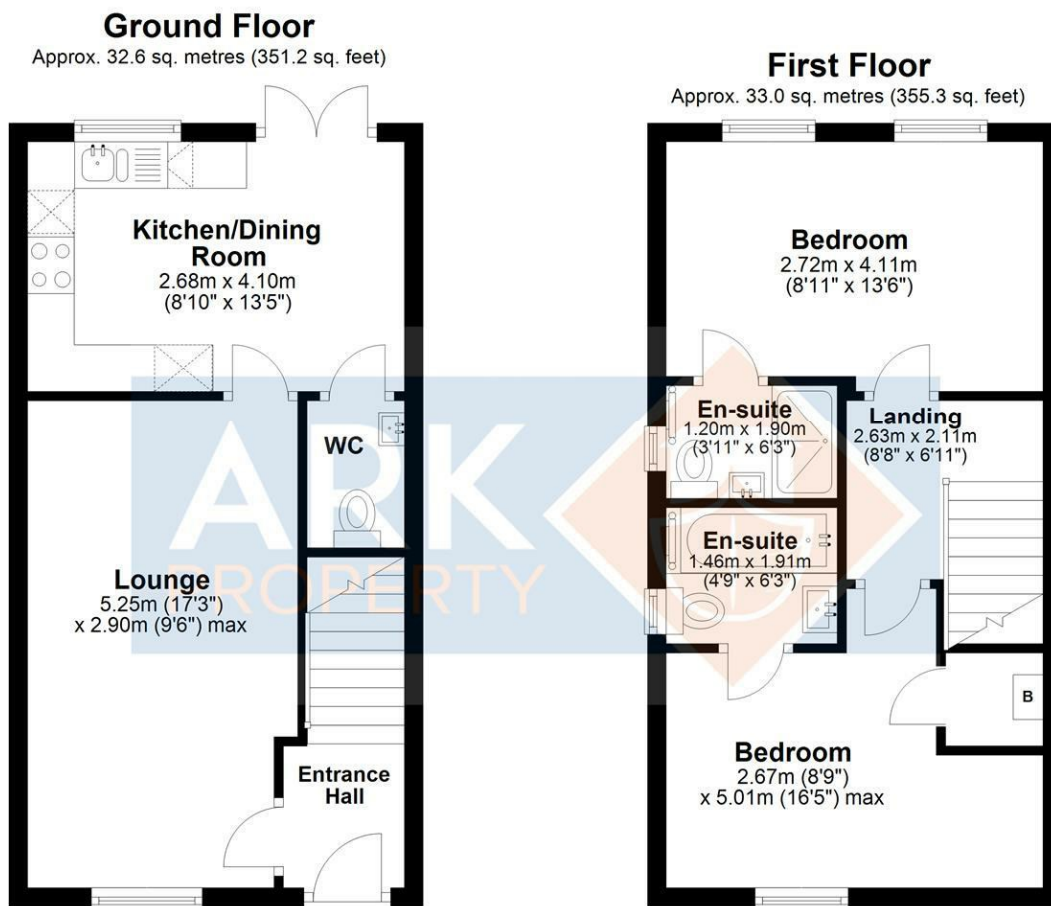 Ground Floor
Approx. 32.6 sq. metres (351.2 sq. feet)
Kitchen/Dining
Room
2.68m x 4.10m
(8'10" x 13'5")
WC
Lounge
5.25m (17'3")
x 2.90m (9'6") max
Entrance
Hall
First Floor
Approx. 33.0 sq. metres (355.3 sq. feet)
Bedroom
2.72m x 4.11m
(8'11" x 13'6")
En-suite
1.20m x 1.90m
(3'11" x 6'3")
Landing
2.63m x 2.11m
(8'8" x 6'11")
En-suite
1.46m x 1.91m
(4'9" x 6'3")
B
Bedroom
2.67m (8'9")
x 5.01m (16'5") max
ARK
PROPERTY